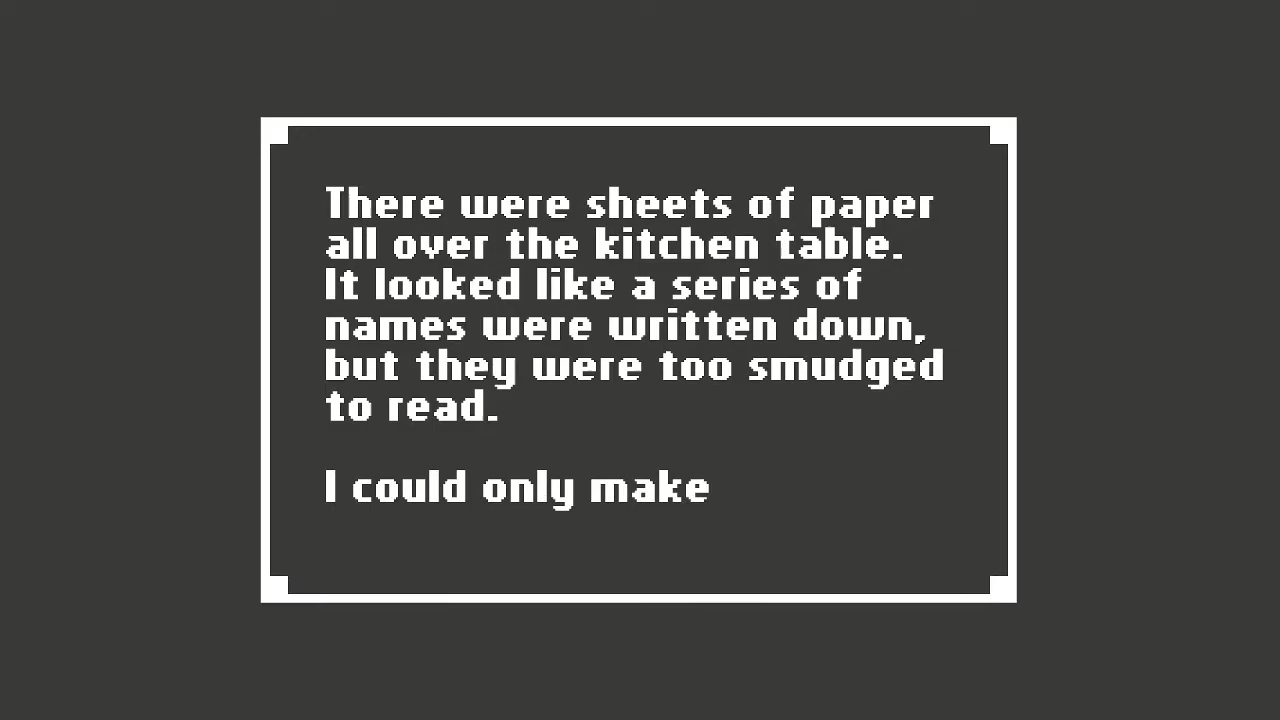 There were sheets of paper
all over the kitchen table.
It looked like a series of
names were written down,
but they were too smudged
to read.
I could only make